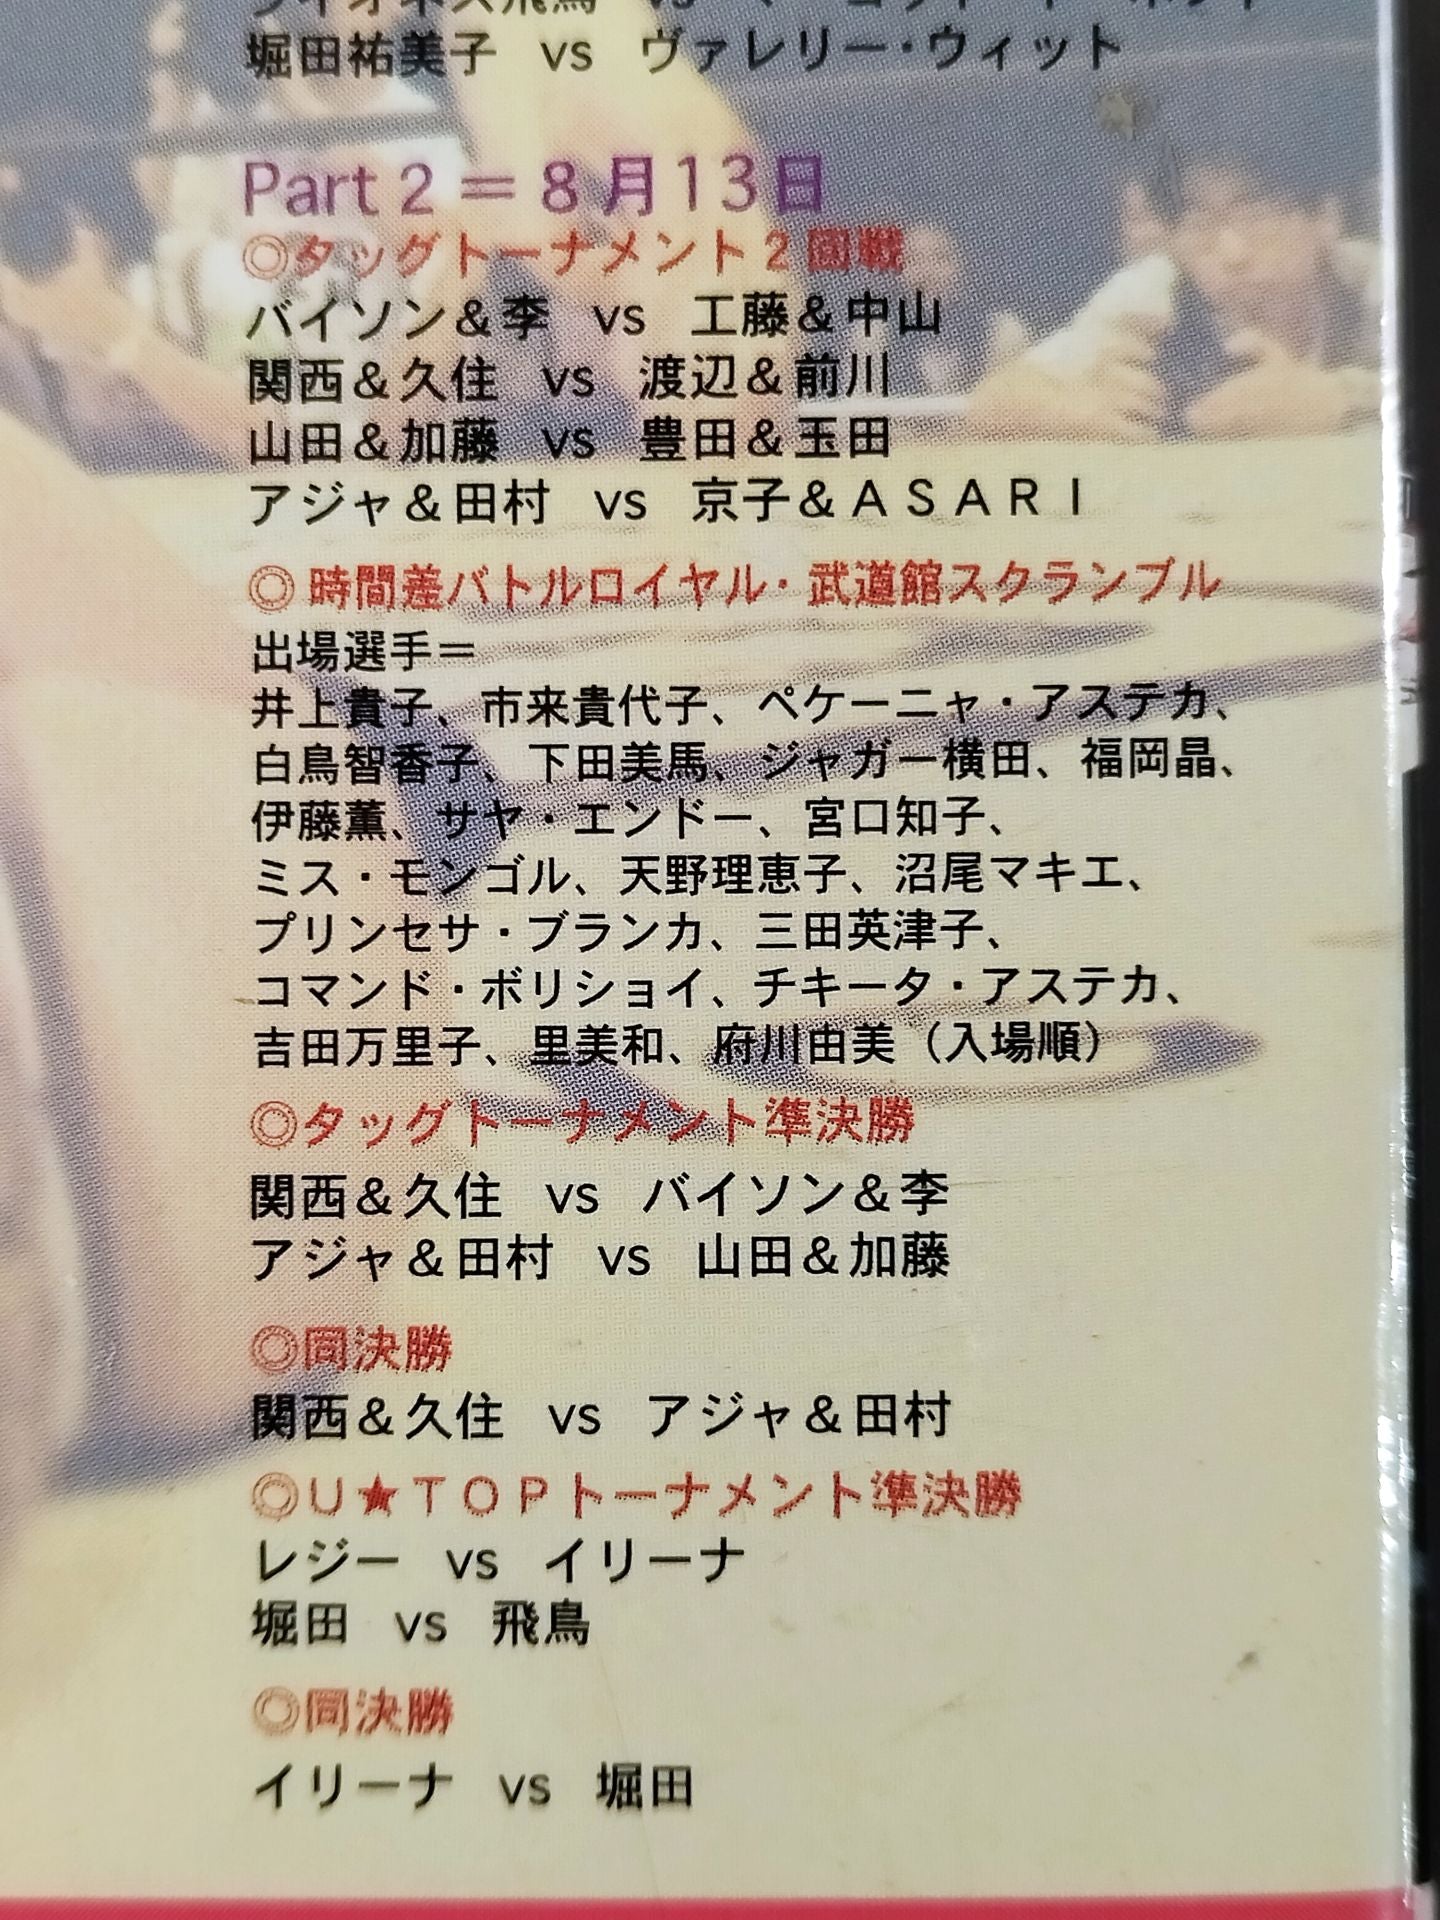 ライオネス飛鳥 vs
堀田祐美子 vs ヴァレリー・ウィット
Part 2 = 8月13日
◎タッグトーナメント2回戦
バイソン＆李 vs 工藤＆中山
関西＆久住 vs 渡辺＆前川
山田＆加藤 vs 豊田＆玉田
アジャ＆田村 vs 京子＆ＡＳＡＲＩ
◎時間差バトルロイヤル・武道館スクランブル
出場選手＝
井上貴子、市来貴代子、ペケーニャ・アステカ、
白鳥智香子、下田美馬、ジャガー横田、福岡晶、
伊藤薫、サヤ・エンドー、宮口知子、
ミス・モンゴル、天野理恵子、沼尾マキエ、
プリンセサ・ブランカ、三田英津子、
コマンド・ボリショイ、チキータ・アステカ、
吉田万里子、里美和、府川由美（入場順）
◎タッグトーナメント準決勝
関西＆久住 vs バイソン＆李
アジャ＆田村 vs 山田＆加藤
◎同決勝
関西＆久住 vs アジャ＆田村
◎Ｕ★ＴＯＰトーナメント準決勝
レジー vs イリーナ
堀田 vs 飛鳥
◎同決勝
イリーナ vs 堀田